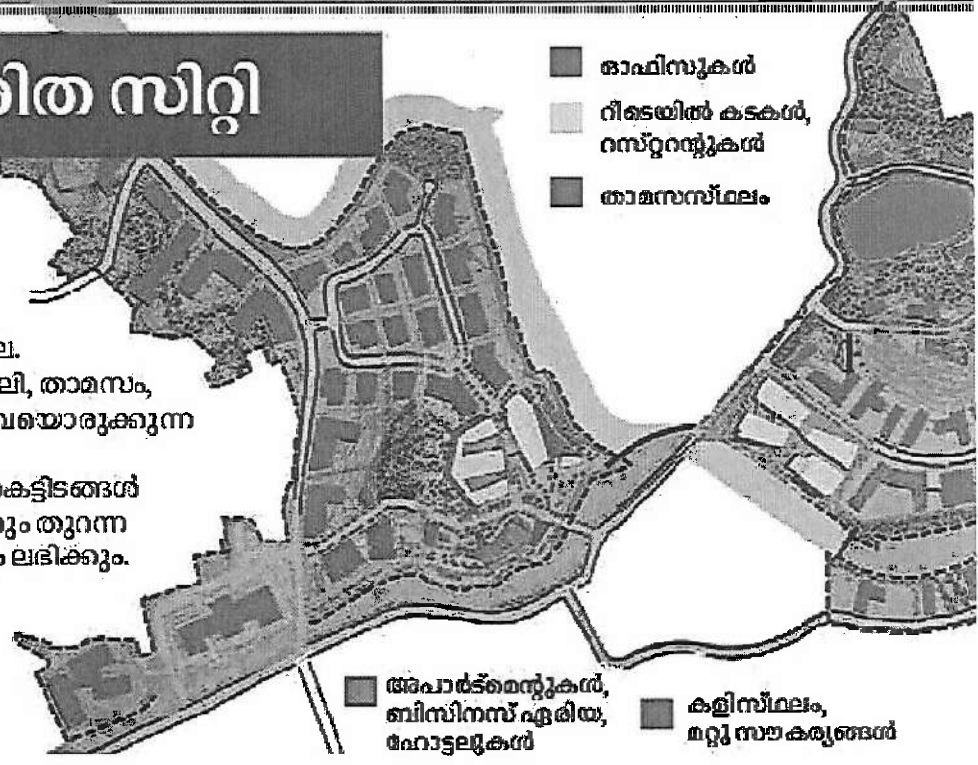 രിത സിറ്റി
ല.
ലി, താമസം,
വയൊരുക്കുന്ന
കെട്ടിടങ്ങൾ
റും തുറന്ന
ലഭിക്കും.
ഓഫിസുകൾ
റീടെയിൽ കടകൾ,
റസ്റ്ററന്റുകൾ
താമസസ്ഥലം
അപാർട്മെന്റുകൾ,
ബിസിനസ് ഏരിയ,
ഹോട്ടലുകൾ
കളിസ്ഥലം,
മറ്റു സൗകര്യങ്ങൾ